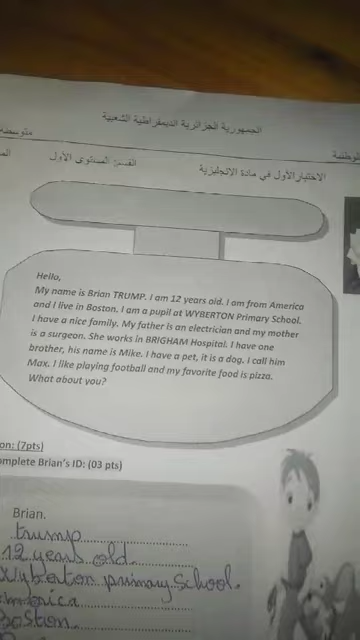 الجمهورية الجزائرية الديمقراطية الشعبية
متوسطة
الاختبار الأول في مادة الإنجليزية
القسم: المستوى الأول
Hello,
My name is Brian TRUMP. I am 12 years old. I am from America
and I live in Boston. I am a pupil at WYBERTON Primary School.
I have a nice family. My father is an electrician and my mother
is a surgeon. She works in BRIGHAM Hospital. I have one
brother, his name is Mike. I have a pet, it is a dog. I call him
Max. I like playing football and my favorite food is pizza.
What about you?
on: (7pts)
omplete Brian's ID: (03 pts)
Brian.
trump
12 years old.
wyberton primary School.
america
boston